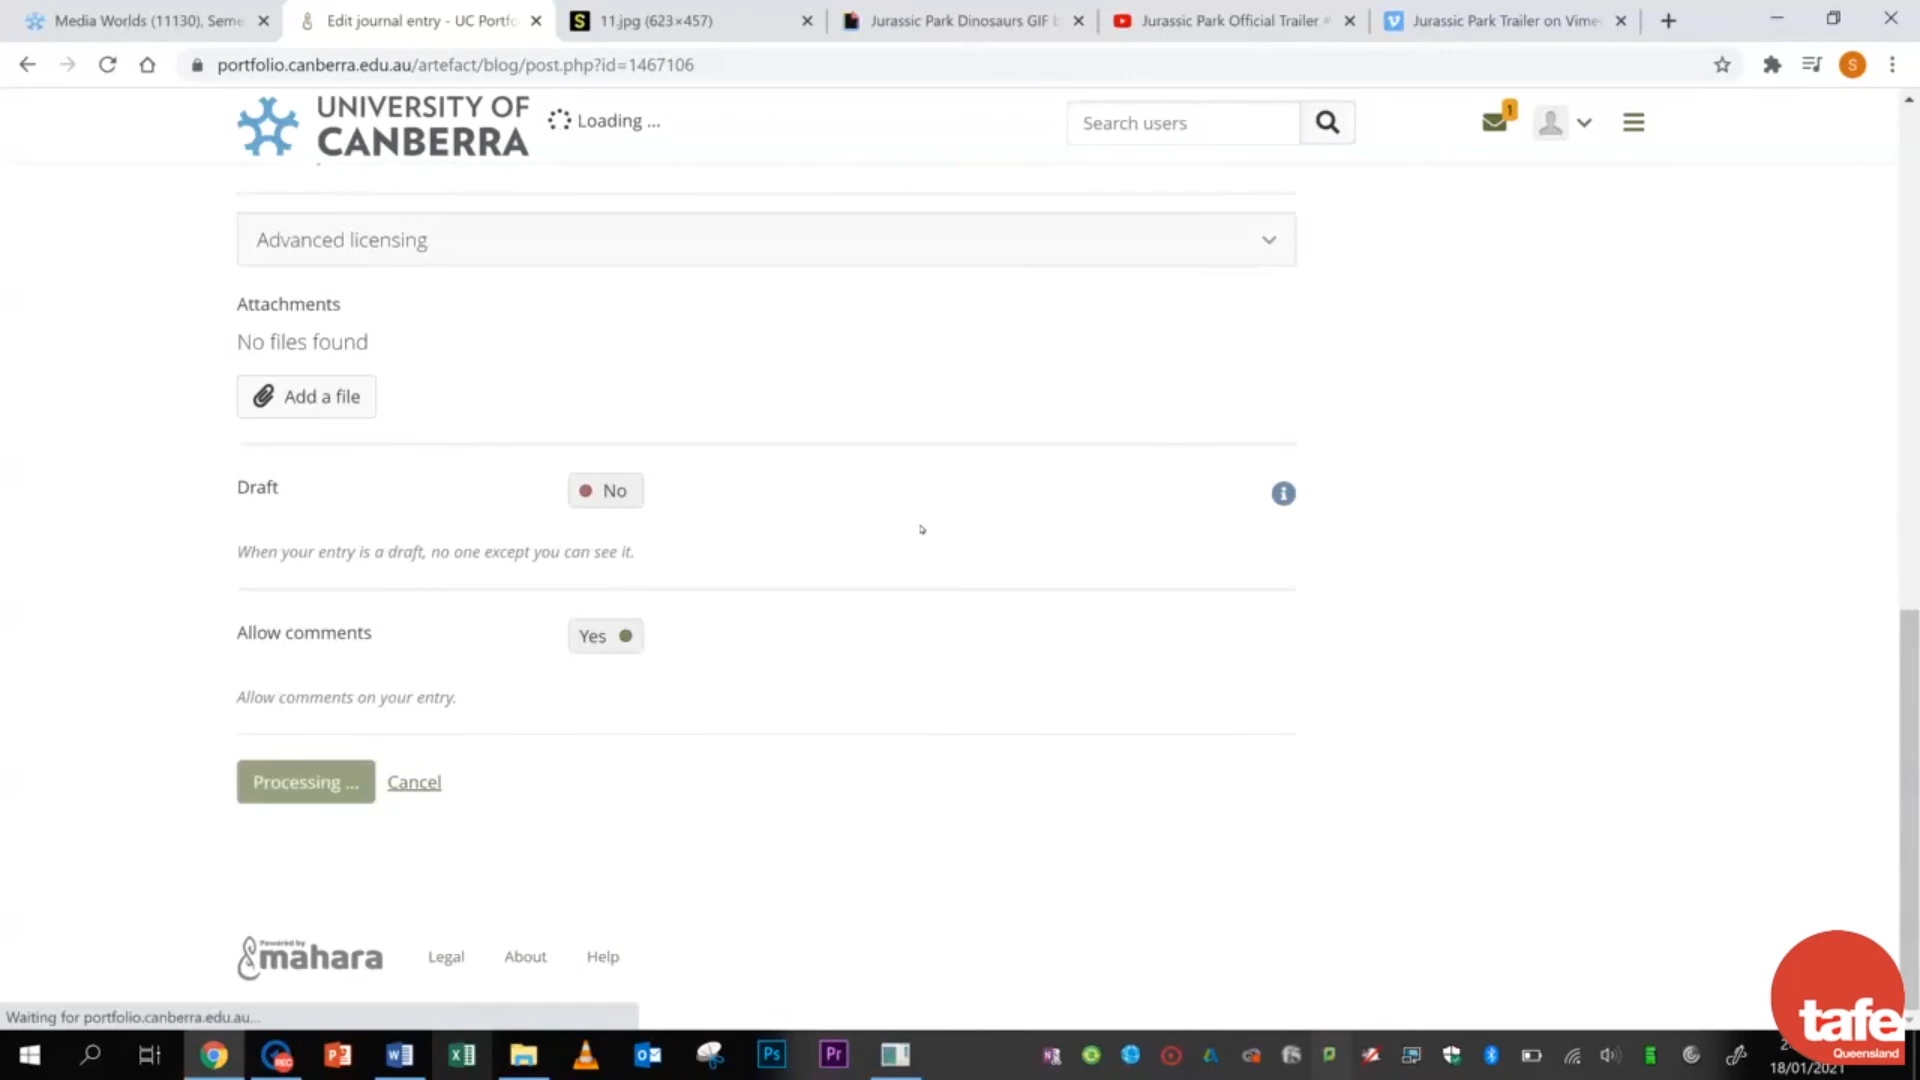 Media Worlds (11130), Seme
Edit journal entry - UC Portfo
11.jpg (623×457)
Jurassic Park Dinosaurs GIF b
Jurassic Park Official Trailer #
Jurassic Park Trailer on Vime
portfolio.canberra.edu.au/artefact/blog/post.php?id=1467106
S
UNIVERSITY OF
CANBERRA
Loading ...
Search users
1
Advanced licensing
Attachments
No files found
Add a file
Draft
No
When your entry is a draft, no one except you can see it.
Allow comments
Yes
Allow comments on your entry.
Processing ...
Cancel
Powered by
mahara
Legal
About
Help
Waiting for portfolio.canberra.edu.au...
REC
Ps
Pr
18/01/2021
tafe
Queensland